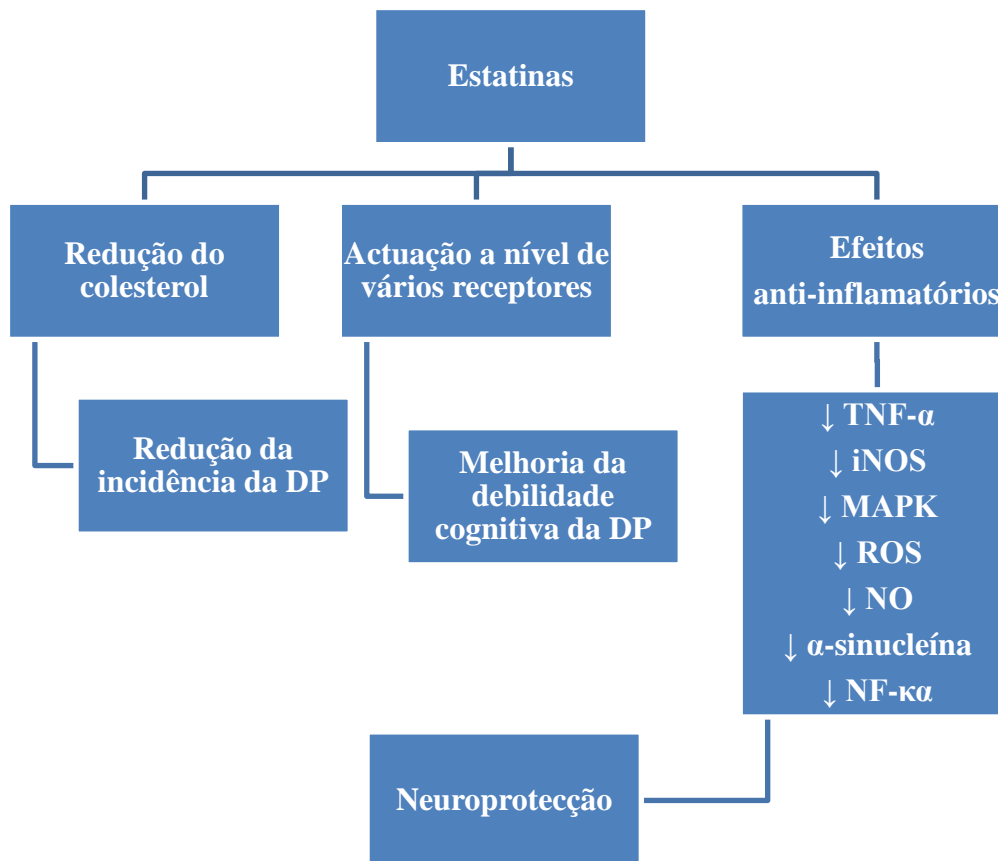 Estatinas
Redução do
colesterol
Actuação a nível de
vários receptores
Efeitos
anti-inflamatórios
Redução da
incidência da DP
Melhoria da
debilidade
cognitiva da DP
↓ TNF-α
↓ iNOS
↓ MAPK
↓ ROS
↓ NO
↓ α-sinucleína
↓ NF-κα
Neuroprotecção